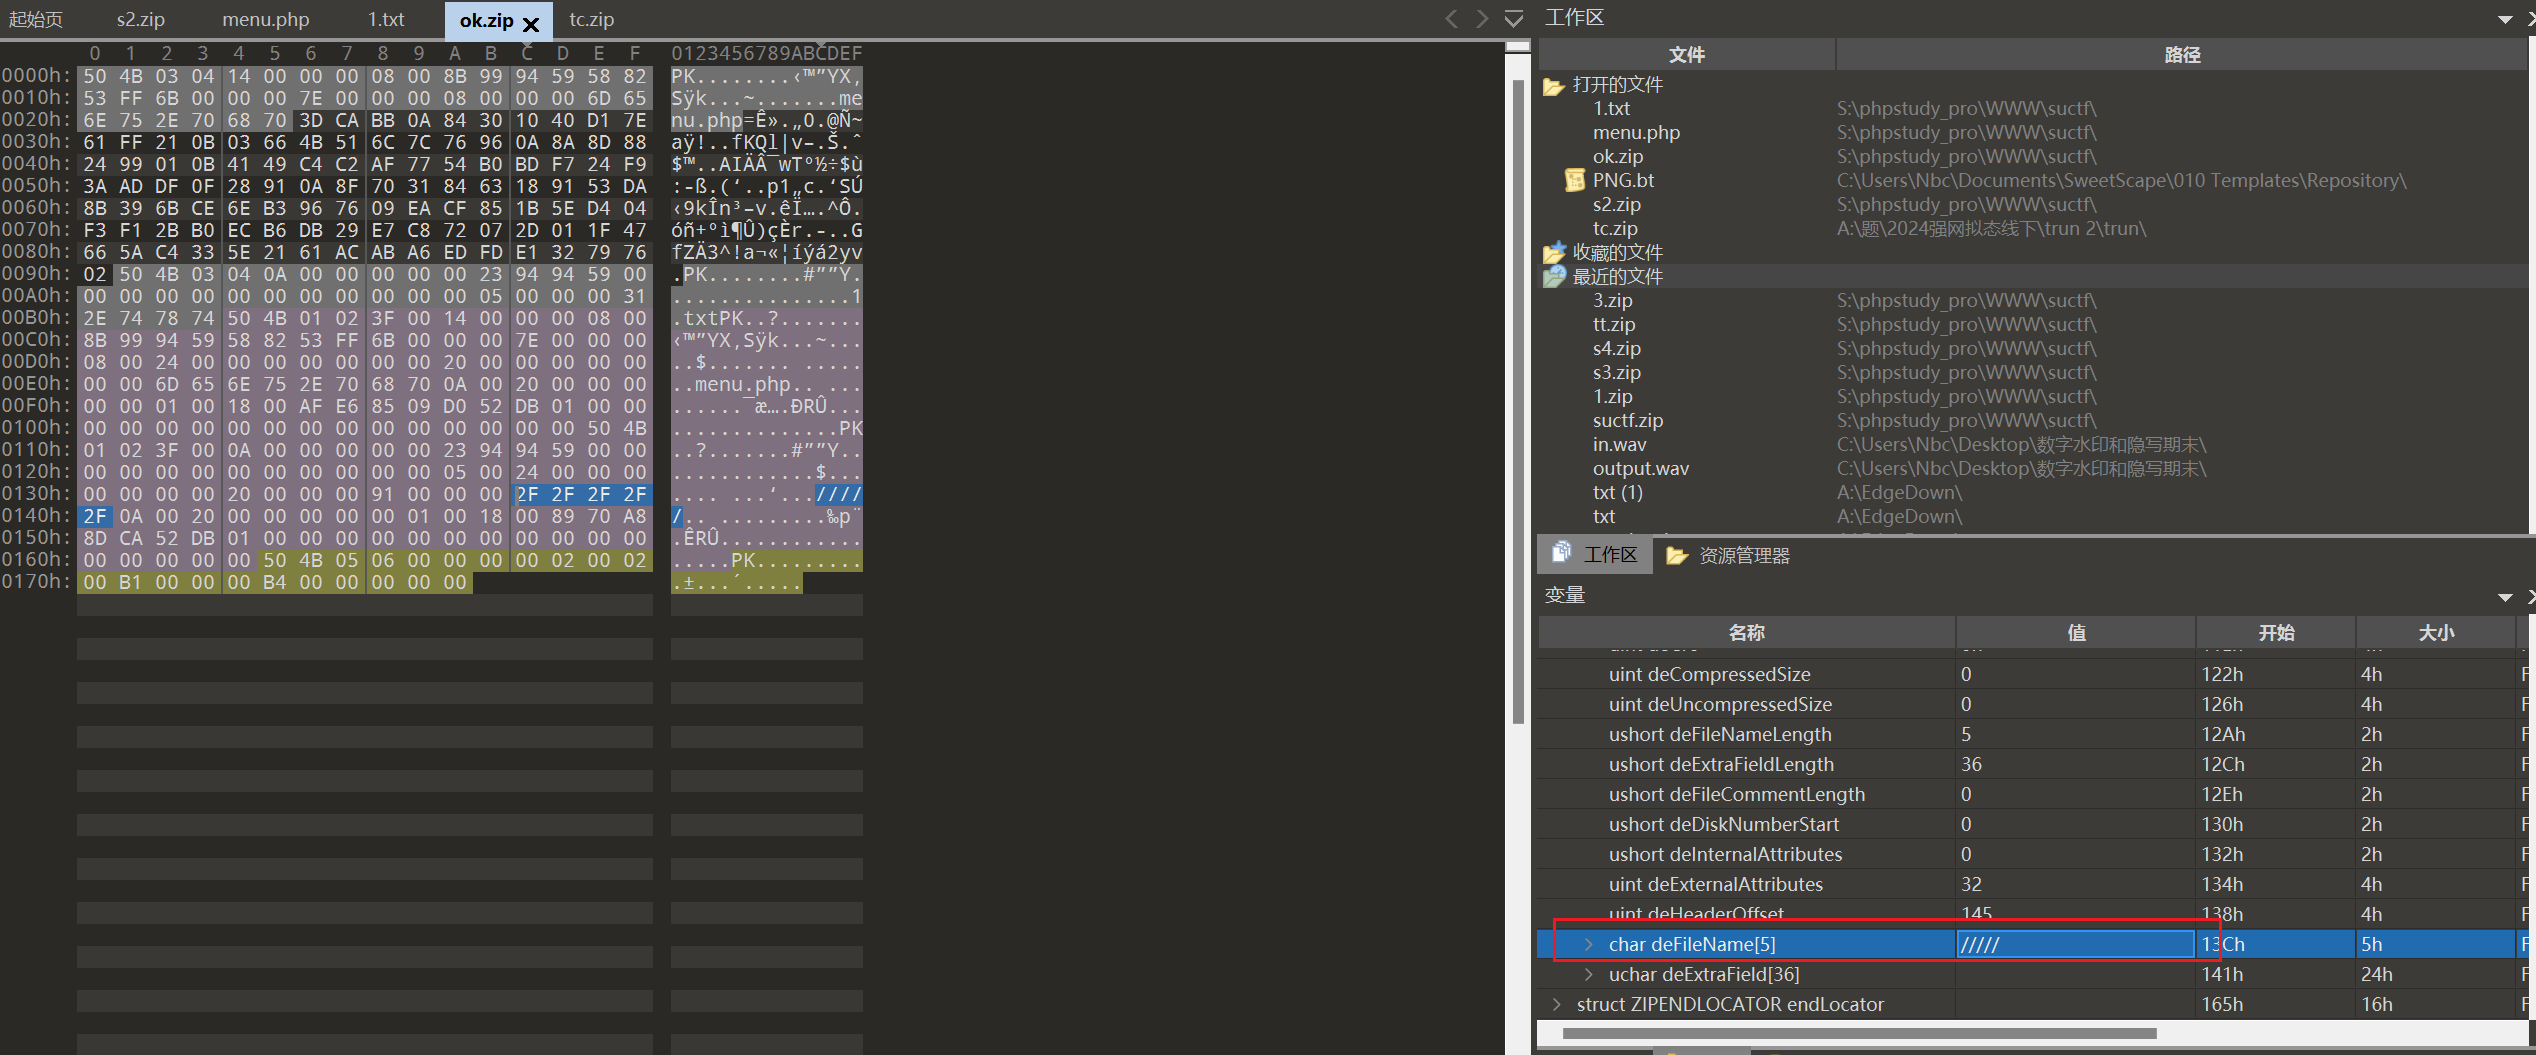 起始页 s2.zip menu.php 1.txt ok.zip tc.zip
0 1 2 3 4 5 6 7 8 9 A B C D E F 0123456789ABCDEF
0000h: 50 4B 03 04 14 00 00 00 08 00 8B 99 94 59 58 82 PK........‹™”YX‚
0010h: 53 FF 6B 00 00 00 7E 00 00 00 08 00 00 00 6D 65 Sÿk...~.......me
0020h: 6E 75 2E 70 68 70 3D CA BB 0A 84 30 10 40 D1 7E nu.php=Ê».„0.@Ñ~
0030h: 61 FF 21 0B 03 66 4B 51 6C 7C 76 96 0A 8A 8D 88 aÿ!..fKQl|v–.Š.ˆ
0040h: 24 99 01 0B 41 49 C4 C2 AF 77 54 B0 BD F7 24 F9 $™..AIÄÂ¯wT°½÷$ù
0050h: 3A AD DF 0F 28 91 0A 8F 70 31 84 63 18 91 53 DA :-ß.(‘..p1„c.‘SÚ
0060h: 8B 39 6B CE 6E B3 96 76 09 EA CF 85 1B 5E D4 04 ‹9kÎn³–v.êÏ….^Ô.
0070h: F3 F1 2B B0 EC B6 DB 29 E7 C8 72 07 2D 01 1F 47 óñ+°ì¶Û)çÈr.-..G
0080h: 66 5A C4 33 5E 21 61 AC AB A6 ED FD E1 32 79 76 fZÄ3^!a¬«¦íýá2yv
0090h: 02 50 4B 03 04 0A 00 00 00 00 00 23 94 94 59 00 .PK........#””Y.
00A0h: 00 00 00 00 00 00 00 00 00 00 00 05 00 00 00 31 ...............1
00B0h: 2E 74 78 74 50 4B 01 02 3F 00 14 00 00 00 08 00 .txtPK..?.......
00C0h: 8B 99 94 59 58 82 53 FF 6B 00 00 00 7E 00 00 00 ‹™”YX‚Sÿk...~...
00D0h: 08 00 24 00 00 00 00 00 00 00 20 00 00 00 00 00 ..$....... .....
00E0h: 00 00 6D 65 6E 75 2E 70 68 70 0A 00 20 00 00 00 ..menu.php.. ...
00F0h: 00 00 01 00 18 00 AF E6 85 09 D0 52 DB 01 00 00 ......¯æ….ÐRÛ...
0100h: 00 00 00 00 00 00 00 00 00 00 00 00 00 00 50 4B ..............PK
0110h: 01 02 3F 00 0A 00 00 00 00 00 23 94 94 59 00 00 ..?.......#””Y..
0120h: 00 00 00 00 00 00 00 00 00 00 05 00 24 00 00 00 ............$...
0130h: 00 00 00 00 20 00 00 00 91 00 00 00 2F 2F 2F 2F .... ...‘...////
0140h: 2F 0A 00 20 00 00 00 00 00 01 00 18 00 89 70 A8 /.. .........‰p¨
0150h: 8D CA 52 DB 01 00 00 00 00 00 00 00 00 00 00 00 .ÊRÛ............
0160h: 00 00 00 00 00 50 4B 05 06 00 00 00 00 02 00 02 .....PK.........
0170h: 00 B1 00 00 00 B4 00 00 00 00 00 .±...´.....
工作区
文件 路径
打开的文件
1.txt S:\phpstudy_pro\WWW\suctf\
menu.php S:\phpstudy_pro\WWW\suctf\
ok.zip S:\phpstudy_pro\WWW\suctf\
PNG.bt C:\Users\Nbc\Documents\SweetScape\010 Templates\Repository\
s2.zip S:\phpstudy_pro\WWW\suctf\
tc.zip A:\题\2024强网拟态线下\trun 2\trun\
收藏的文件
最近的文件
3.zip S:\phpstudy_pro\WWW\suctf\
tt.zip S:\phpstudy_pro\WWW\suctf\
s4.zip S:\phpstudy_pro\WWW\suctf\
s3.zip S:\phpstudy_pro\WWW\suctf\
1.zip S:\phpstudy_pro\WWW\suctf\
suctf.zip S:\phpstudy_pro\WWW\suctf\
in.wav C:\Users\Nbc\Desktop\数字水印和隐写期末\
output.wav C:\Users\Nbc\Desktop\数字水印和隐写期末\
txt (1) A:\EdgeDown\
txt A:\EdgeDown\
工作区 资源管理器
变量
名称 值 开始 大小
uint deCompressedSize 0 122h 4h F
uint deUncompressedSize 0 126h 4h F
ushort deFileNameLength 5 12Ah 2h F
ushort deExtraFieldLength 36 12Ch 2h F
ushort deFileCommentLength 0 12Eh 2h F
ushort deDiskNumberStart 0 130h 2h F
ushort deInternalAttributes 0 132h 2h F
uint deExternalAttributes 32 134h 4h F
uint deHeaderOffset 145 138h 4h F
char deFileName[5] ///// 13Ch 5h F
uchar deExtraField[36] 141h 24h F
struct ZIPENDLOCATOR endLocator 165h 16h F